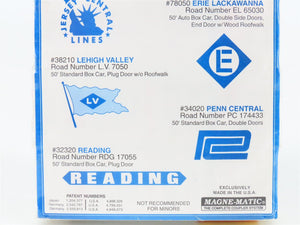 JERSEY CENTRAL
LINES
#78050 ERIE LACKAWANNA
Road Number EL 65030
50' Auto Box Car, Double Side Doors,
End Door w/Wood Roofwalk
E
#38210 LEHIGH VALLEY
Road Number L.V. 7050
50' Standard Box Car, Plug Door w/o Roofwalk
LV
#34020 PENN CENTRAL
Road Number PC 174433
50' Standard Box Car, Double Doors
#32320 READING
Road Number RDG 17055
50' Standard Box Car, Plug Door
READING
PATENT NUMBERS
U.S.A.
NOT RECOMMENDED
FOR MINORS
EXCLUSIVELY
MADE IN THE U.S.A.
MAGNE-MATIC®
THE COMPLETE COUPLER SYSTEM